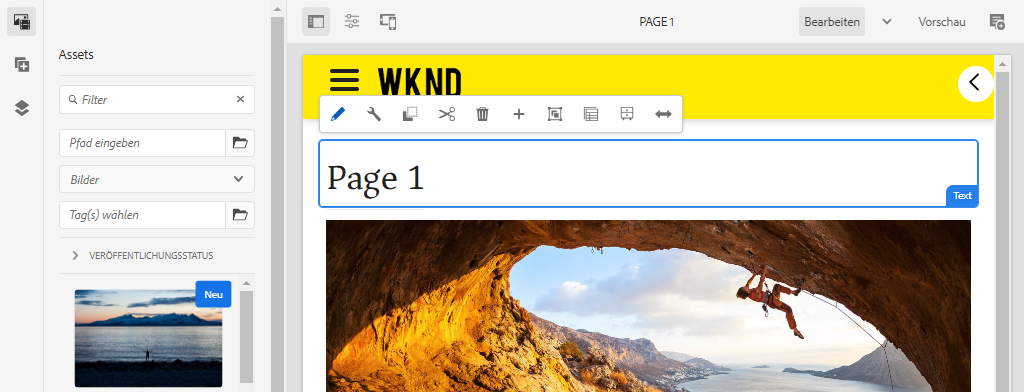 Assets
Filter
Pfad eingeben
Bilder
Tag(s) wählen
VERÖFFENTLICHUNGSSTATUS
Neu
PAGE 1
Bearbeiten
Vorschau
WKND
Page 1
Text